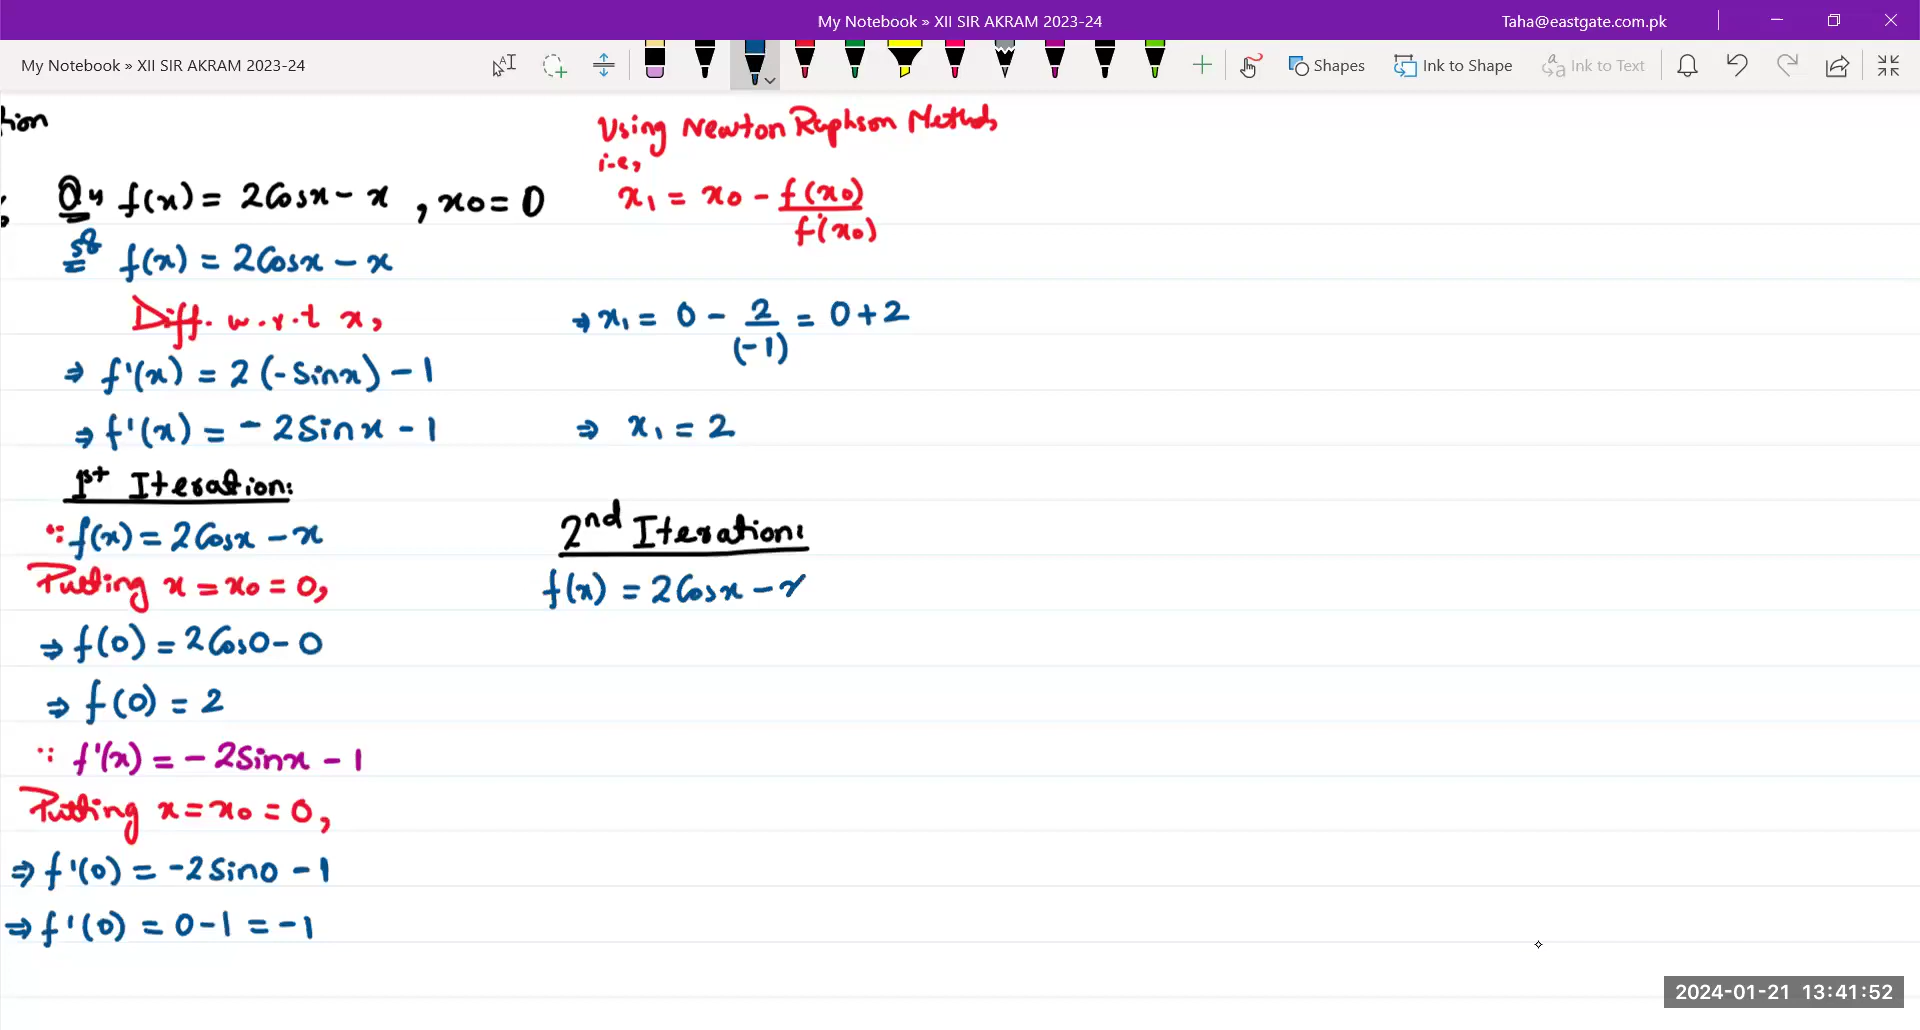 My Notebook » XII SIR AKRAM 2023-24
Taha@eastgate.com.pk
My Notebook » XII SIR AKRAM 2023-24
Shapes
Ink to Shape
Ink to Text
tion
Q4 f(x) = 2Cosx - x , x0 = 0
Sol f(x) = 2Cosx - x
Diff. w.r.t x,
⇒ f'(x) = 2(-Sinx) - 1
⇒ f'(x) = -2Sinx - 1
1st Iteration:
∵ f(x) = 2Cosx - x
Putting x = x0 = 0,
⇒ f(0) = 2Cos0 - 0
⇒ f(0) = 2
∵ f'(x) = -2Sinx - 1
Putting x = x0 = 0,
⇒ f'(0) = -2Sin0 - 1
⇒ f'(0) = 0 - 1 = -1
Using Newton Raphson Method,
i.e,
x1 = x0 - f(x0)
f'(x0)
⇒ x1 = 0 - 2 = 0 + 2
(-1)
⇒ x1 = 2
2nd Iteration:
f(x) = 2Cosx - x
2024-01-21 13:41:52